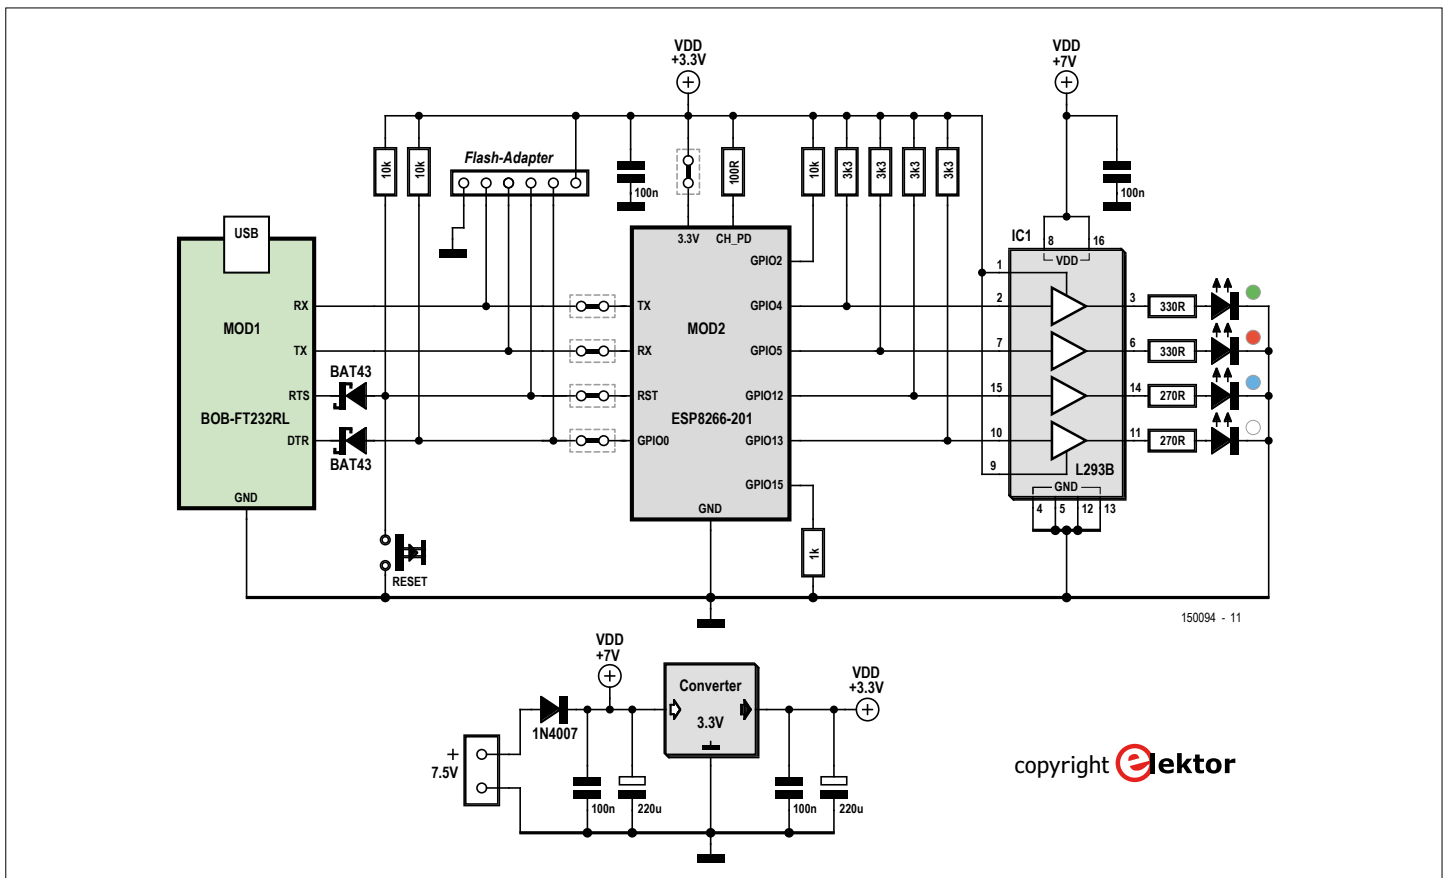 VDD
+3.3V
VDD
+7V
Flash-Adapter
10k
10k
100n
100R
10k
3k3
3k3
3k3
3k3
100n
USB
RX
MOD1
TX
RTS
BOB-FT232RL
DTR
GND
BAT43
BAT43
RESET
3.3V
CH_PD
GPIO2
TX
GPIO4
MOD2
RX
GPIO5
RST
GPIO12
ESP8266-201
GPIO0
GPIO13
GPIO15
GND
1k
IC1
8
16
VDD
1
2
3
7
6
15
14
10
11
9
L293B
GND
4
5
12
13
330R
330R
270R
270R
150094 - 11
VDD
+7V
Converter
3.3V
VDD
+3.3V
1N4007
+
7.5V
100n
220u
100n
220u
copyright elektor